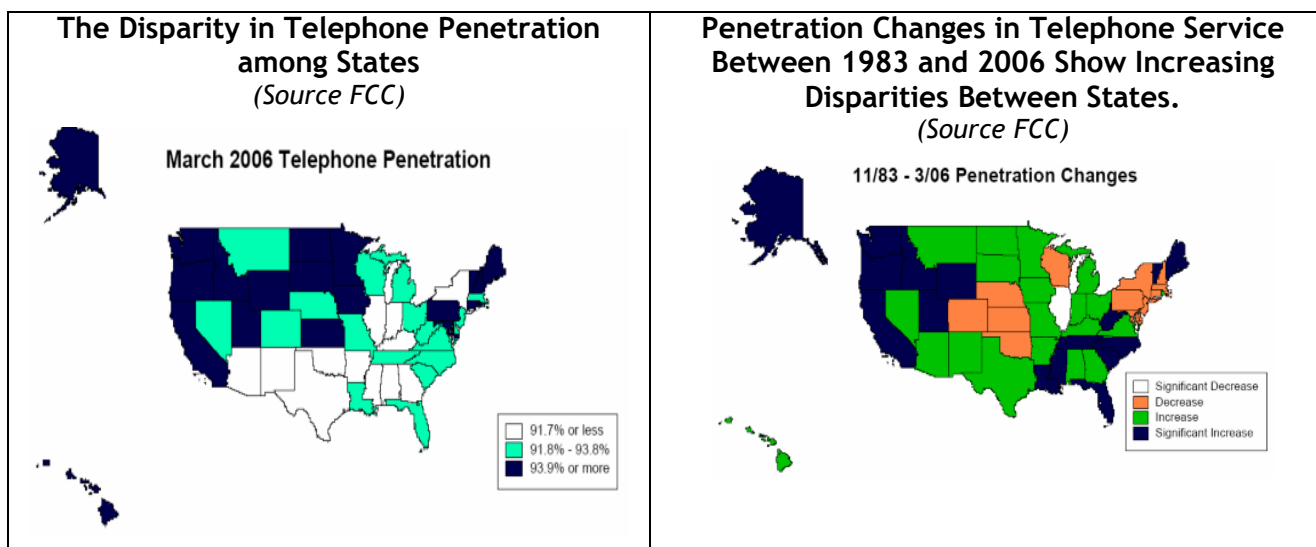 The Disparity in Telephone Penetration
among States
(Source FCC)
March 2006 Telephone Penetration
91.7% or less
91.8% - 93.8%
93.9% or more
Penetration Changes in Telephone Service
Between 1983 and 2006 Show Increasing
Disparities Between States.
(Source FCC)
11/83 - 3/06 Penetration Changes
Significant Decrease
Decrease
Increase
Significant Increase